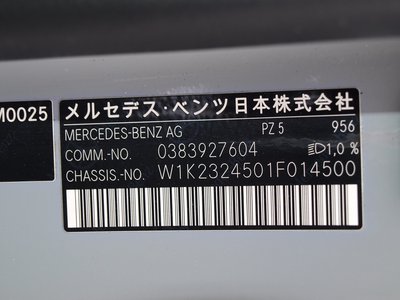 M0025
メルセデス・ベンツ日本株式会社
MERCEDES-BENZ AG PZ 5 956
COMM.-NO. 0383927604 1,0 %
CHASSIS.-NO. W1K2324501F014500